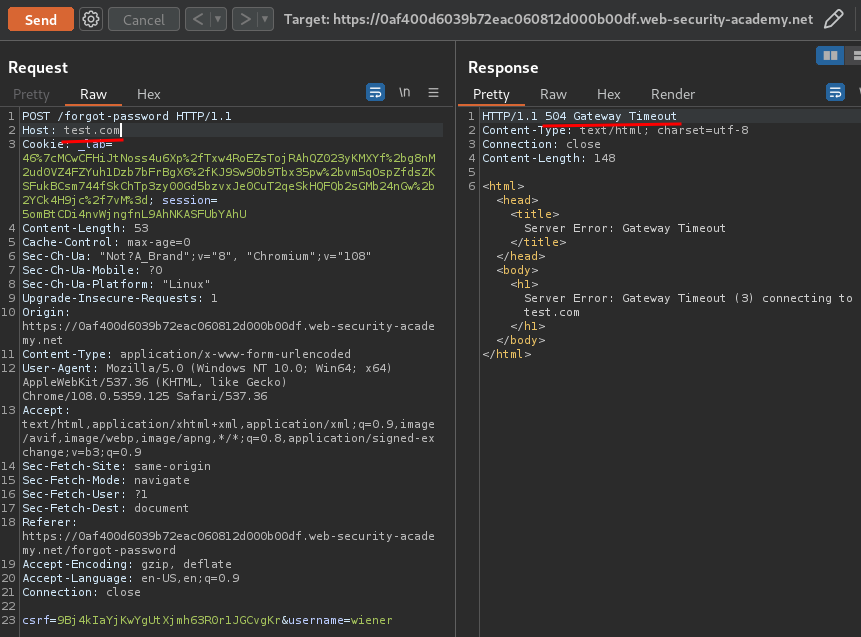 Send
Cancel
<
>
Target: https://0af400d6039b72eac060812d000b00df.web-security-academy.net
Request
Pretty Raw Hex
\n
1 POST /forgot-password HTTP/1.1
2 Host: test.com
3 Cookie: _lab=
46%7cMCwCFHiJtNoss4u6Xp%2fTxw4RoEZsTojRAhQZ023yKMXYf%2bg8nM
2ud0VZ4FZYuh1Dzb7bFrBgX6%2fKJ9Sw90b9Tbx35pw%2bvm5qOspZfdsZK
SFukBCsm744fSkChTp3zy00Gd5bzvxJe0CuT2qeSkHQFQb2sGMb24nGw%2b
2YCk4H9jc%2f7vM%3d; session=
5omBtCDi4nvWjngfnL9AhNKASFUbYAhU
4 Content-Length: 53
5 Cache-Control: max-age=0
6 Sec-Ch-Ua: "Not?A_Brand";v="8", "Chromium";v="108"
7 Sec-Ch-Ua-Mobile: ?0
8 Sec-Ch-Ua-Platform: "Linux"
9 Upgrade-Insecure-Requests: 1
10 Origin:
https://0af400d6039b72eac060812d000b00df.web-security-acade
my.net
11 Content-Type: application/x-www-form-urlencoded
12 User-Agent: Mozilla/5.0 (Windows NT 10.0; Win64; x64)
AppleWebKit/537.36 (KHTML, like Gecko)
Chrome/108.0.5359.125 Safari/537.36
13 Accept:
text/html,application/xhtml+xml,application/xml;q=0.9,image
/avif,image/webp,image/apng,*/*;q=0.8,application/signed-ex
change;v=b3;q=0.9
14 Sec-Fetch-Site: same-origin
15 Sec-Fetch-Mode: navigate
16 Sec-Fetch-User: ?1
17 Sec-Fetch-Dest: document
18 Referer:
https://0af400d6039b72eac060812d000b00df.web-security-acade
my.net/forgot-password
19 Accept-Encoding: gzip, deflate
20 Accept-Language: en-US,en;q=0.9
21 Connection: close
22
23 csrf=9Bj4kIaYjKwYgUtXjmh63R0r1JGCvgKr&username=wiener
Response
Pretty Raw Hex Render
1 HTTP/1.1 504 Gateway Timeout
2 Content-Type: text/html; charset=utf-8
3 Connection: close
4 Content-Length: 148
5
6 <html>
<head>
<title>
Server Error: Gateway Timeout
</title>
</head>
<body>
<h1>
Server Error: Gateway Timeout (3) connecting to
test.com
</h1>
</body>
</html>